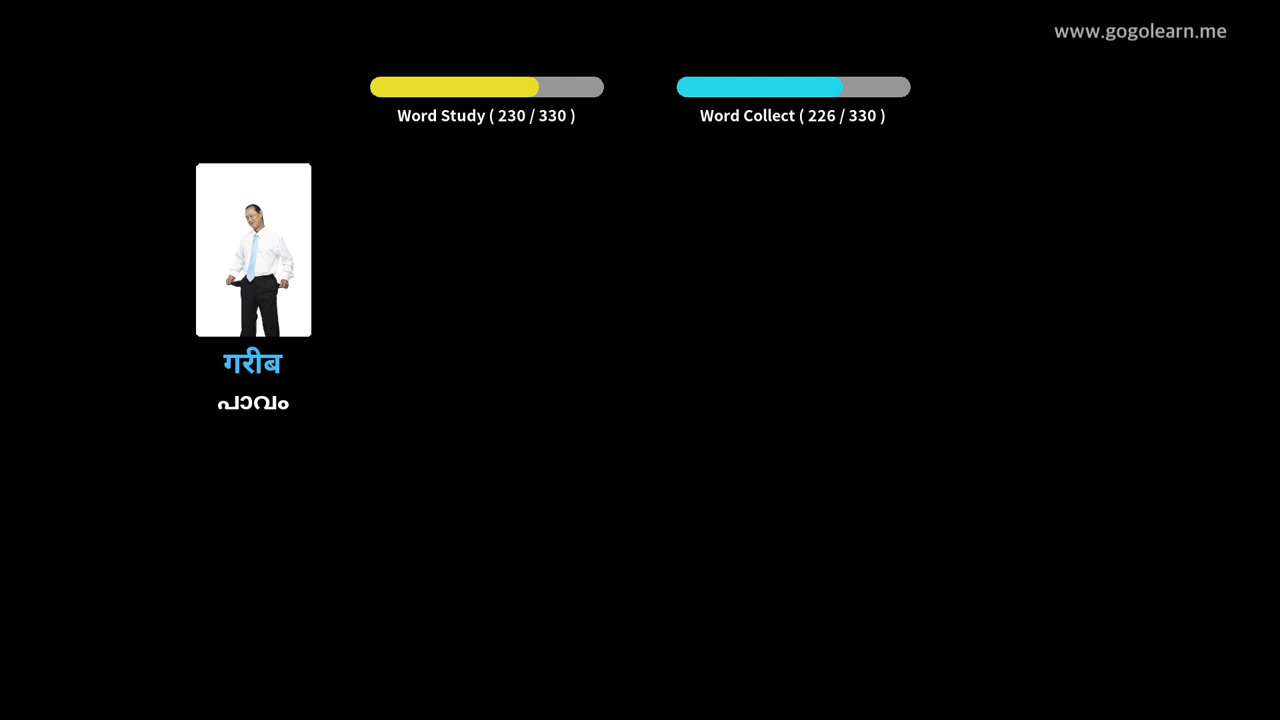 www.gogolearn.me
Word Study ( 230 / 330 )
Word Collect ( 226 / 330 )
गरीब
പാവം